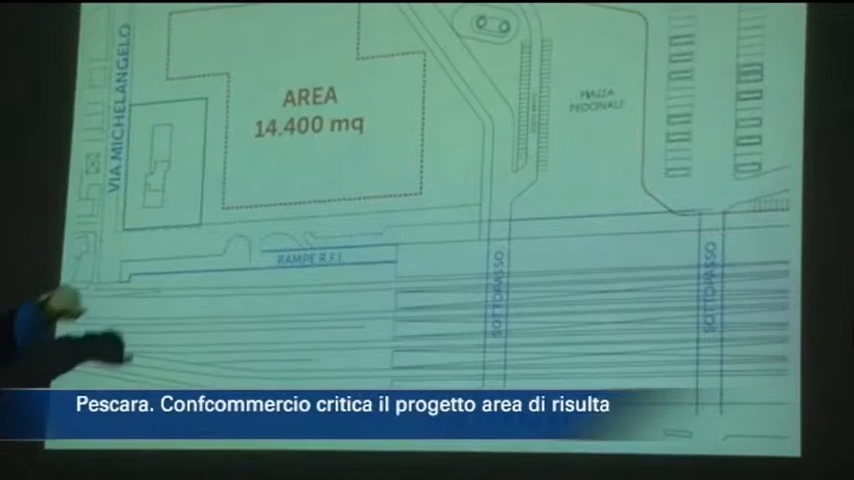 VIA MICHELANGELO
AREA
14.400 mq
PIAZZA
PEDONALE
RAMPE R.F.I.
SOTTOPASSO
SOTTOPASSO
Pescara. Confcommercio critica il progetto area di risulta